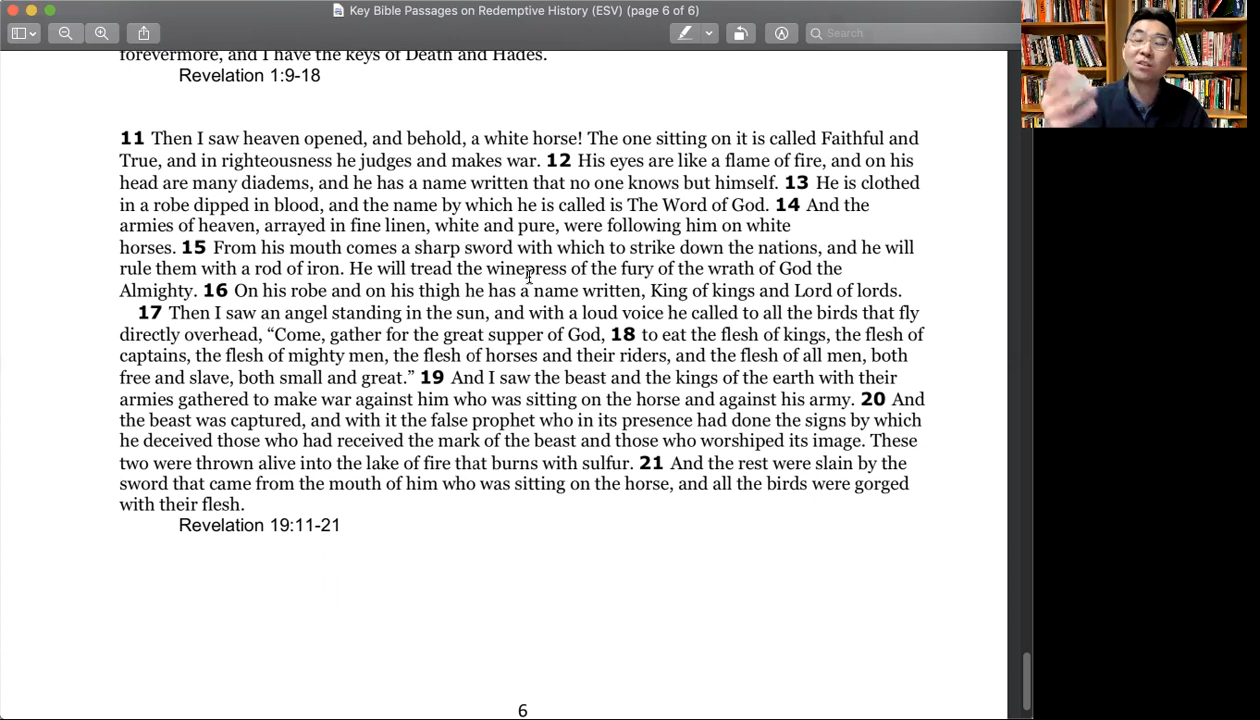 Key Bible Passages on Redemptive History (ESV) (page 6 of 6)
Search
forevermore, and I have the keys of Death and Hades.
Revelation 1:9-18
11 Then I saw heaven opened, and behold, a white horse! The one sitting on it is called Faithful and
True, and in righteousness he judges and makes war. 12 His eyes are like a flame of fire, and on his
head are many diadems, and he has a name written that no one knows but himself. 13 He is clothed
in a robe dipped in blood, and the name by which he is called is The Word of God. 14 And the
armies of heaven, arrayed in fine linen, white and pure, were following him on white
horses. 15 From his mouth comes a sharp sword with which to strike down the nations, and he will
rule them with a rod of iron. He will tread the winepress of the fury of the wrath of God the
Almighty. 16 On his robe and on his thigh he has a name written, King of kings and Lord of lords.
17 Then I saw an angel standing in the sun, and with a loud voice he called to all the birds that fly
directly overhead, “Come, gather for the great supper of God, 18 to eat the flesh of kings, the flesh of
captains, the flesh of mighty men, the flesh of horses and their riders, and the flesh of all men, both
free and slave, both small and great.” 19 And I saw the beast and the kings of the earth with their
armies gathered to make war against him who was sitting on the horse and against his army. 20 And
the beast was captured, and with it the false prophet who in its presence had done the signs by which
he deceived those who had received the mark of the beast and those who worshiped its image. These
two were thrown alive into the lake of fire that burns with sulfur. 21 And the rest were slain by the
sword that came from the mouth of him who was sitting on the horse, and all the birds were gorged
with their flesh.
Revelation 19:11-21
6